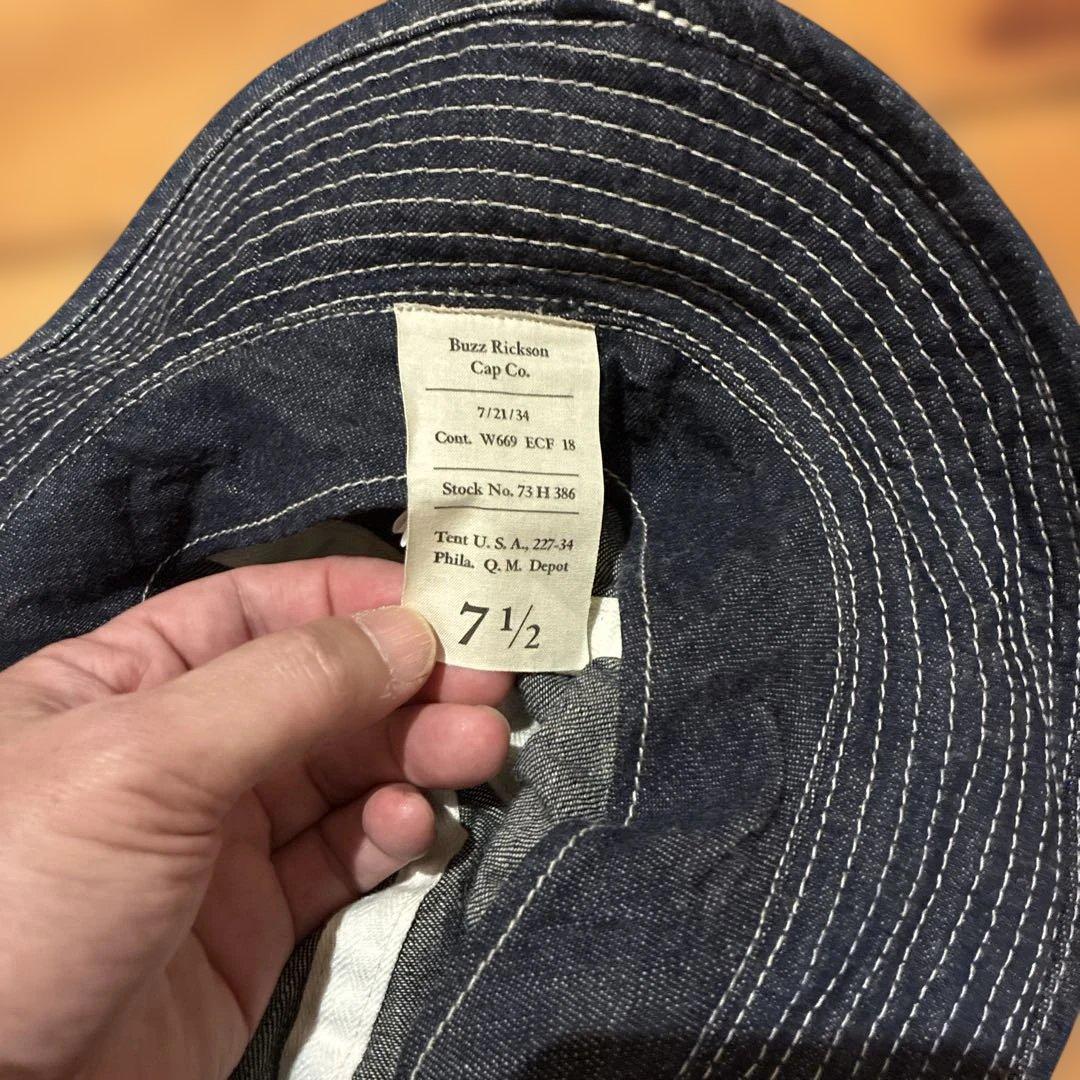 Buzz Rickson
Cap Co.
7/21/34
Cont. W669 ECF 18
Stock No. 73 H 386
Tent U. S. A., 227-34
Phila. Q. M. Depot
7 1/2